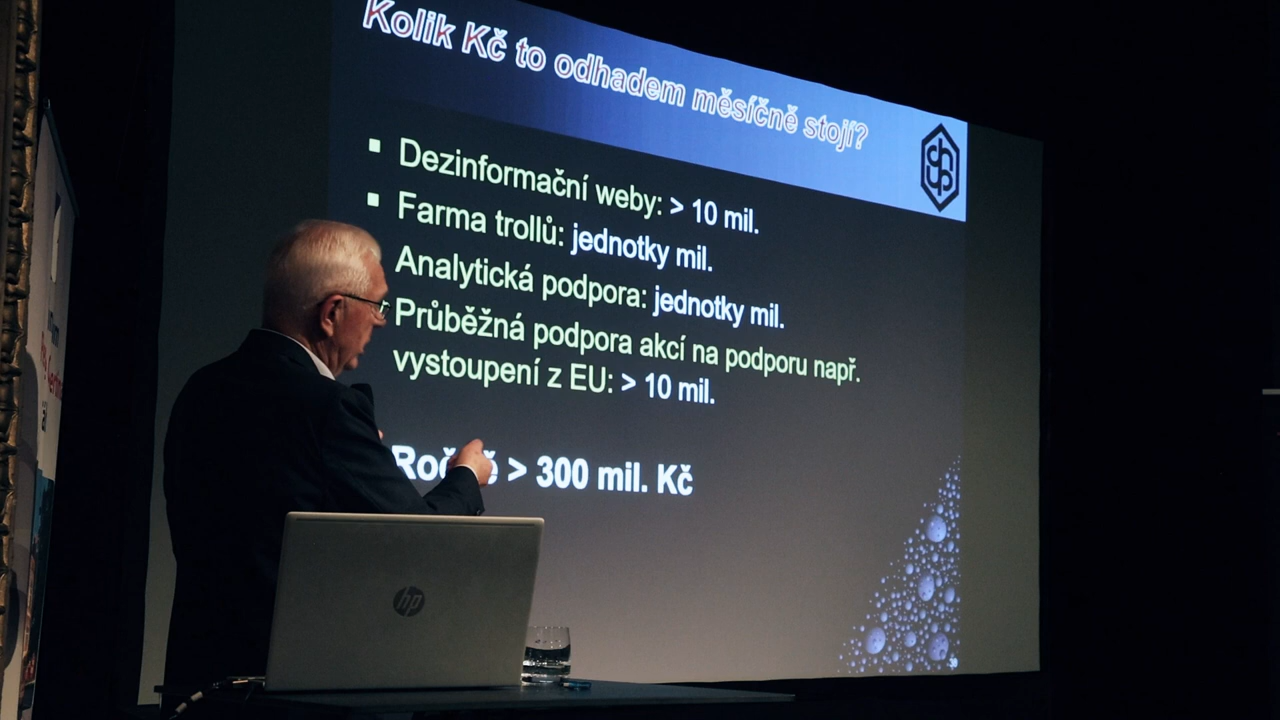 Kolik Kč to odhadem měsíčně stojí?
Dezinformační weby: > 10 mil.
Farma trollů: jednotky mil.
Analytická podpora: jednotky mil.
Průběžná podpora akcí na podporu např.
vystoupení z EU: > 10 mil.
> 300 mil. Kč
hp